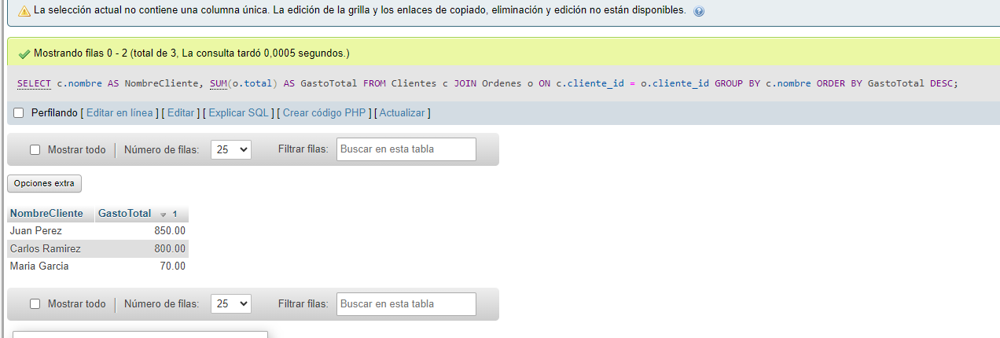 La selección actual no contiene una columna única. La edición de la grilla y los enlaces de copiado, eliminación y edición no están disponibles.
Mostrando filas 0 - 2 (total de 3, La consulta tardó 0,0005 segundos.)
SELECT c.nombre AS NombreCliente, SUM(o.total) AS GastoTotal FROM Clientes c JOIN Ordenes o ON c.cliente_id = o.cliente_id GROUP BY c.nombre ORDER BY GastoTotal DESC;
Perfilando [ Editar en línea ] [ Editar ] [ Explicar SQL ] [ Crear código PHP ] [ Actualizar ]
Mostrar todo | Número de filas: 25 Filtrar filas: Buscar en esta tabla
Opciones extra
NombreCliente GastoTotal 1
Juan Perez 850.00
Carlos Ramirez 800.00
Maria Garcia 70.00
Mostrar todo | Número de filas: 25 Filtrar filas: Buscar en esta tabla